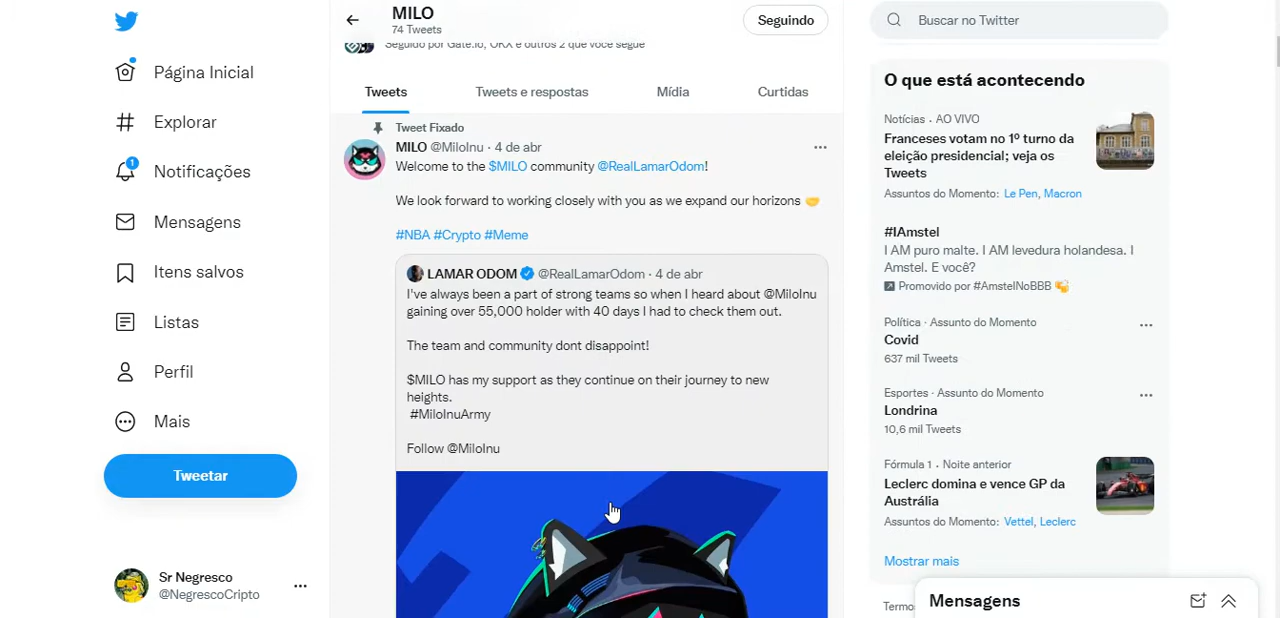 Página Inicial
Explorar
1
Notificações
Mensagens
Itens salvos
Listas
Perfil
Mais
Tweetar
Sr Negresco
@NegrescoCripto
MILO
74 Tweets
Seguindo
Seguido por Gate.io, OKX e outros 2 que você segue
Tweets
Tweets e respostas
Mídia
Curtidas
Tweet Fixado
MILO @MiloInu · 4 de abr
Welcome to the $MILO community @RealLamarOdom!
We look forward to working closely with you as we expand our horizons 🤝
#NBA #Crypto #Meme
LAMAR ODOM @RealLamarOdom · 4 de abr
I've always been a part of strong teams so when I heard about @MiloInu
gaining over 55,000 holder with 40 days I had to check them out.
The team and community dont disappoint!
$MILO has my support as they continue on their journey to new
heights.
#MiloInuArmy
Follow @MiloInu
Buscar no Twitter
O que está acontecendo
Notícias · AO VIVO
Franceses votam no 1º turno da
eleição presidencial; veja os
Tweets
Assuntos do Momento: Le Pen, Macron
#IAmstel
I AM puro malte. I AM levedura holandesa. I
Amstel. E você?
Promovido por #AmstelNoBBB 🍻
Política · Assunto do Momento
Covid
637 mil Tweets
Esportes · Assunto do Momento
Londrina
10,6 mil Tweets
Fórmula 1 · Noite anterior
Leclerc domina e vence GP da
Austrália
Assuntos do Momento: Vettel, Leclerc
Mostrar mais
Termos
Mensagens